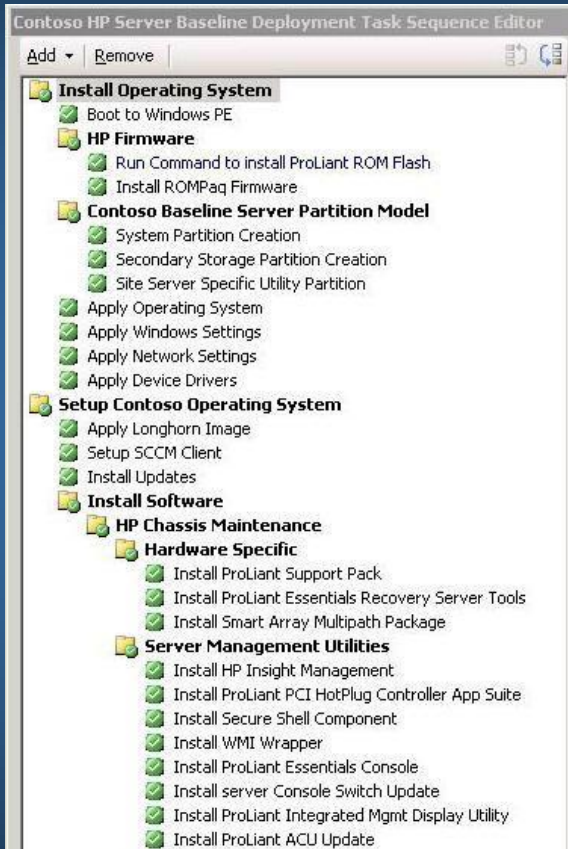 Contoso HP Server Baseline Deployment Task Sequence Editor
Add Remove
Install Operating System
Boot to Windows PE
HP Firmware
Run Command to install ProLiant ROM Flash
Install ROMPaq Firmware
Contoso Baseline Server Partition Model
System Partition Creation
Secondary Storage Partition Creation
Site Server Specific Utility Partition
Apply Operating System
Apply Windows Settings
Apply Network Settings
Apply Device Drivers
Setup Contoso Operating System
Apply Longhorn Image
Setup SCCM Client
Install Updates
Install Software
HP Chassis Maintenance
Hardware Specific
Install ProLiant Support Pack
Install ProLiant Essentials Recovery Server Tools
Install Smart Array Multipath Package
Server Management Utilities
Install HP Insight Management
Install ProLiant PCI HotPlug Controller App Suite
Install Secure Shell Component
Install WMI Wrapper
Install ProLiant Essentials Console
Install server Console Switch Update
Install ProLiant Integrated Mgmt Display Utility
Install ProLiant ACU Update